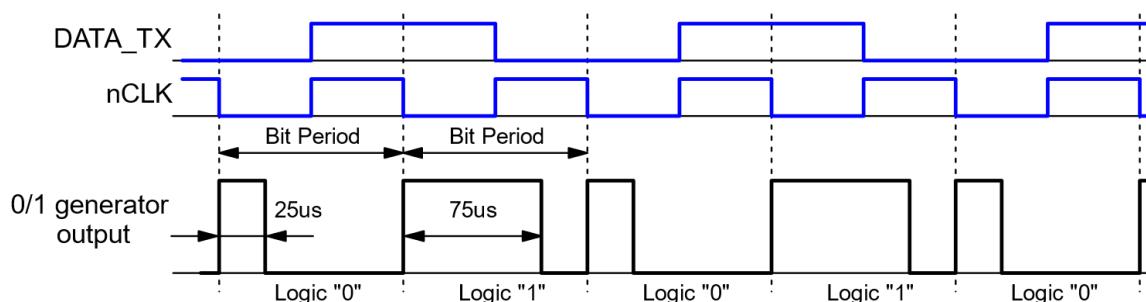 DATA_TX
nCLK
Bit Period
Bit Period
0/1 generator
output
25us
75us
Logic "0"
Logic "1"
Logic "0"
Logic "1"
Logic "0"